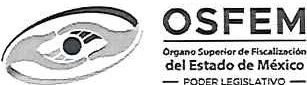 OSFEM
Órgano Superior de Fiscalización
del Estado de México
PODER LEGISLATIVO